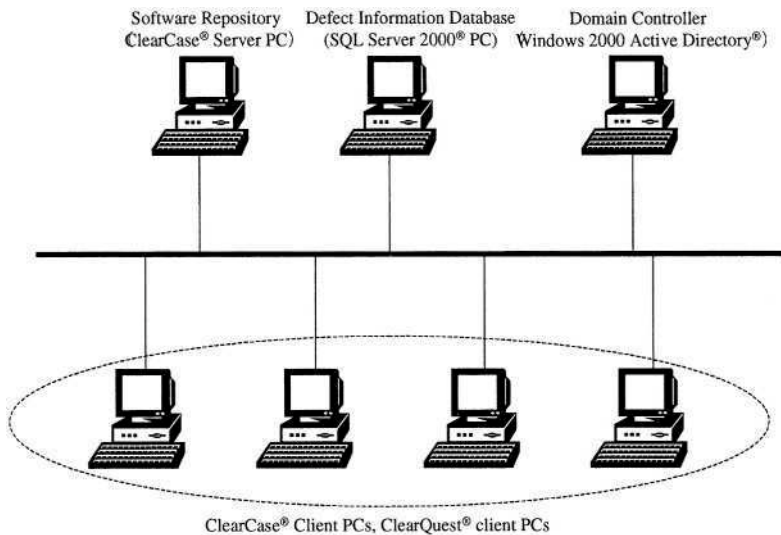 Software Repository
(ClearCase® Server PC)
Defect Information Database
(SQL Server 2000® PC)
Domain Controller
(Windows 2000 Active Directory®)
ClearCase® Client PCs, ClearQuest® client PCs